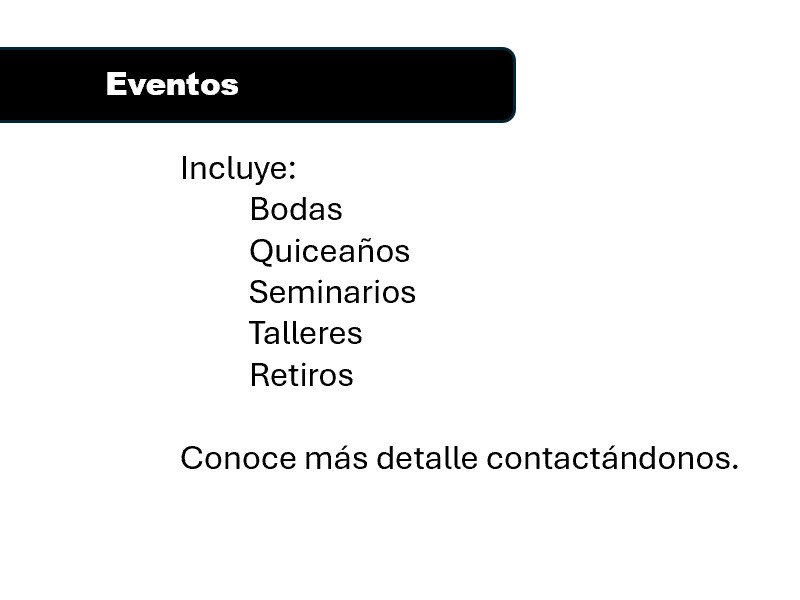 Eventos
Incluye:
Bodas
Quiceaños
Seminarios
Talleres
Retiros
Conoce más detalle contactándonos.